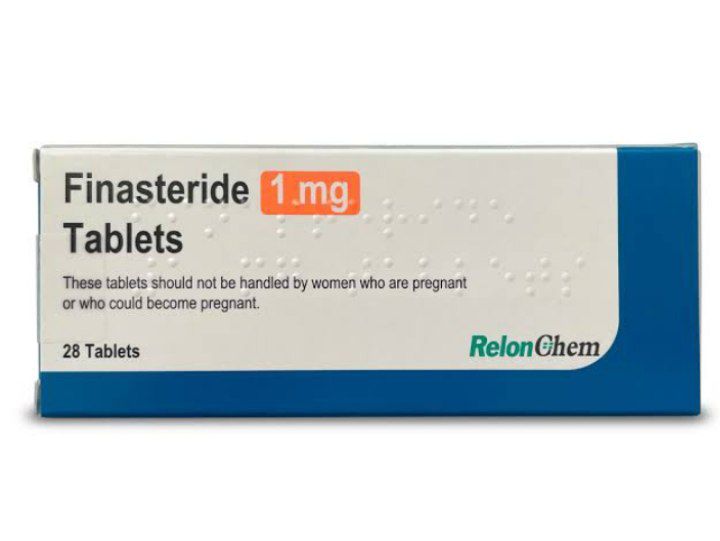 Finasteride 1 mg
Tablets
These tablets should not be handled by women who are pregnant
or who could become pregnant.
28 Tablets
RelonChem